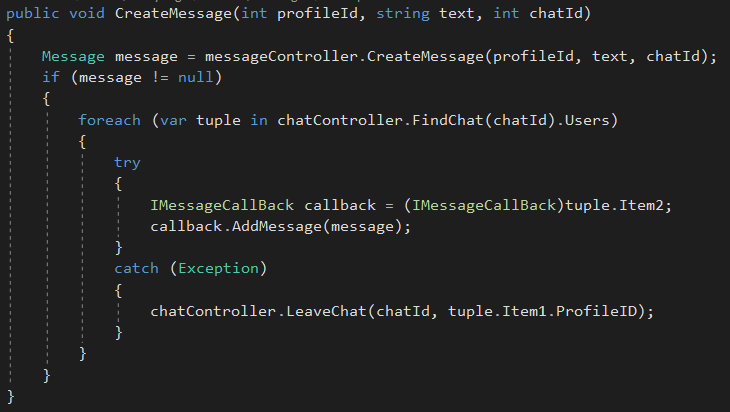 public void CreateMessage(int profileId, string text, int chatId)
{
    Message message = messageController.CreateMessage(profileId, text, chatId);
    if (message != null)
    {
        foreach (var tuple in chatController.FindChat(chatId).Users)
        {
            try
            {
                IMessageCallBack callback = (IMessageCallBack)tuple.Item2;
                callback.AddMessage(message);
            }
            catch (Exception)
            {
                chatController.LeaveChat(chatId, tuple.Item1.ProfileID);
            }
        }
    }
}